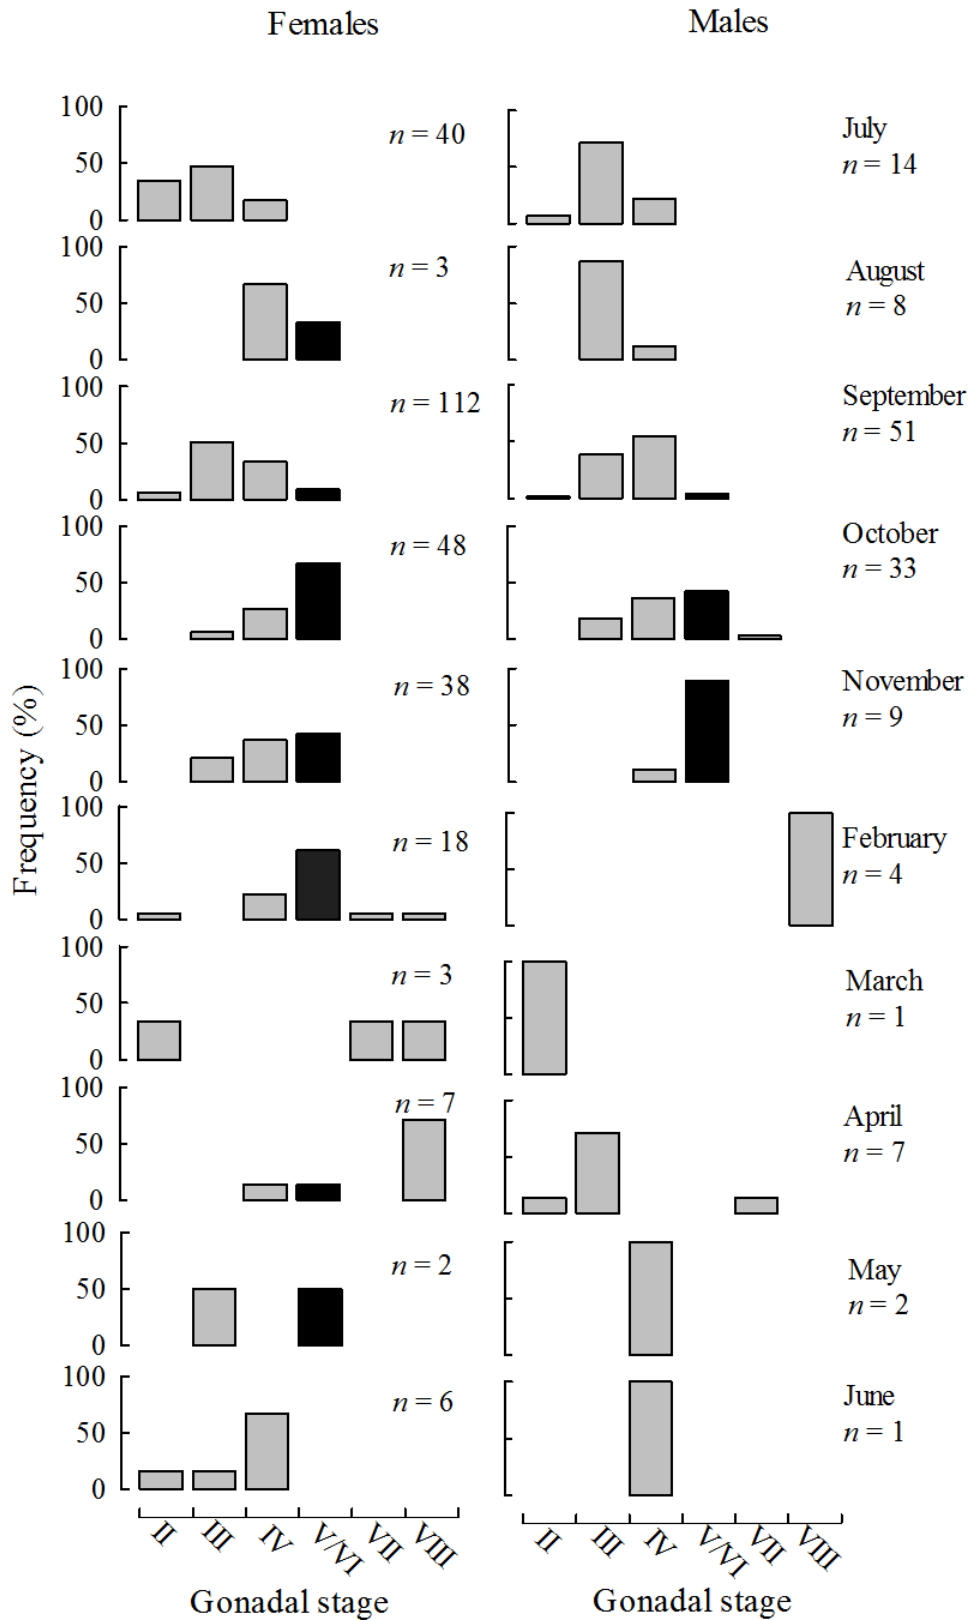 Females Males
100
50
0
n = 40
July
n = 14
100
50
0
n = 3
August
n = 8
100
50
0
n = 112
September
n = 51
100
50
0
n = 48
October
n = 33
100
50
0
n = 38
November
n = 9
100
50
0
n = 18
February
n = 4
100
50
0
n = 3
March
n = 1
100
50
0
n = 7
April
n = 7
100
50
0
n = 2
May
n = 2
100
50
0
n = 6
June
n = 1
Frequency (%)
II III IV V/VI VII VIII
II III IV V/VI VII VIII
Gonadal stage Gonadal stage